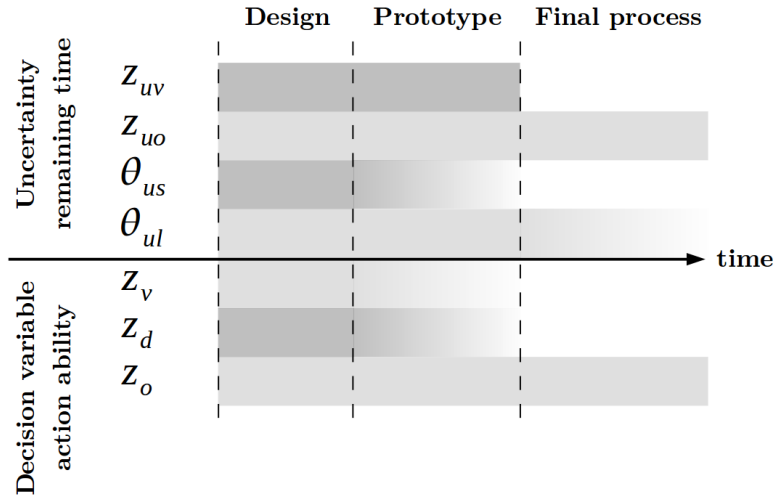 Design Prototype Final process
Uncertainty
remaining time
z_uv
z_uo
θ_us
θ_ul
time
Decision variable
action ability
z_v
z_d
z_o